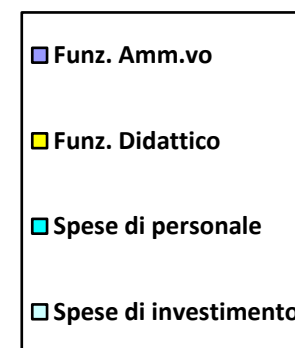 Funz. Amm.vo
Funz. Didattico
Spese di personale
Spese di investimento